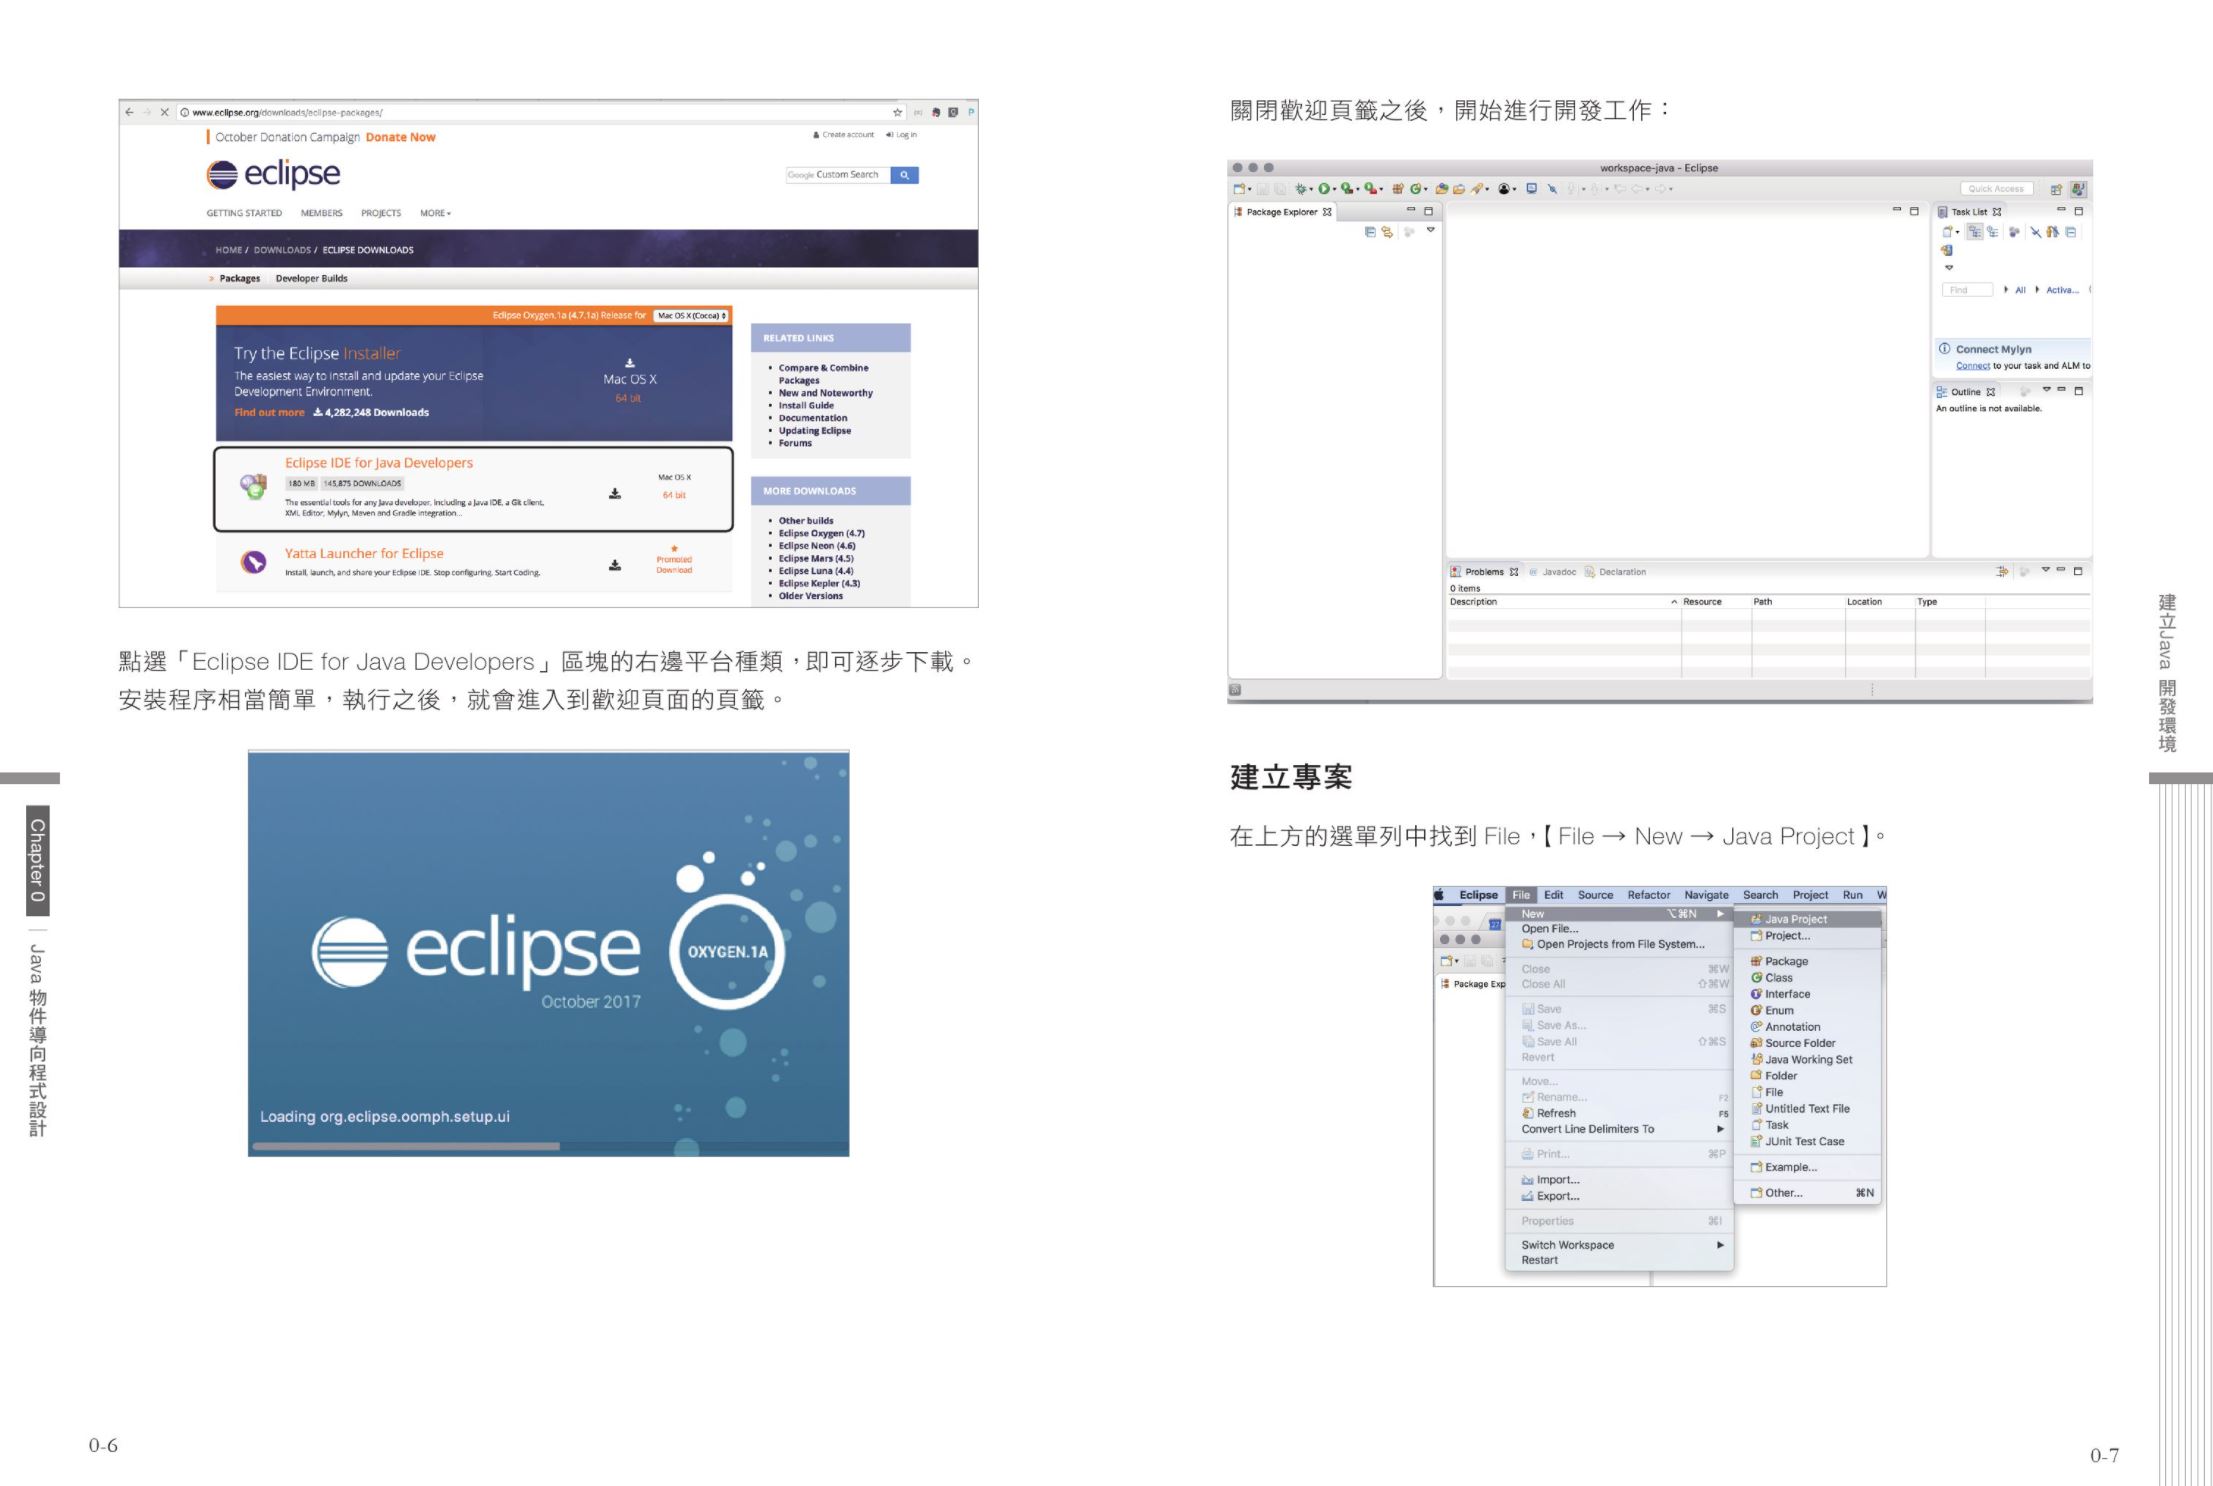 www.eclipse.org/downloads/eclipse-packages/
October Donation Campaign Donate Now
Create account Log in
eclipse
Google Custom Search
GETTING STARTED MEMBERS PROJECTS MORE
HOME / DOWNLOADS / ECLIPSE DOWNLOADS
Packages Developer Builds
Eclipse Oxygen.1a (4.7.1a) Release for Mac OS X (Cocoa)
Try the Eclipse Installer
The easiest way to install and update your Eclipse
Development Environment.
Find out more 4,282,248 Downloads
Mac OS X
64 bit
Eclipse IDE for Java Developers
180 MB 145,875 DOWNLOADS
The essential tools for any Java developer, including a Java IDE, a Git client,
XML Editor, Mylyn, Maven and Gradle integration...
Mac OS X
64 bit
Yatta Launcher for Eclipse
Install, launch, and share your Eclipse IDE. Stop configuring. Start Coding.
Promoted
Download
RELATED LINKS
Compare & Combine
Packages
New and Noteworthy
Install Guide
Documentation
Updating Eclipse
Forums
MORE DOWNLOADS
Other builds
Eclipse Oxygen (4.7)
Eclipse Neon (4.6)
Eclipse Mars (4.5)
Eclipse Luna (4.4)
Eclipse Kepler (4.3)
Older Versions
點選「Eclipse IDE for Java Developers」區塊的右邊平台種類，即可逐步下載。
安裝程序相當簡單，執行之後，就會進入到歡迎頁面的頁籤。
eclipse
October 2017
OXYGEN.1A
Loading org.eclipse.oomph.setup.ui
Chapter 0
Java 物件導向程式設計
0-6
關閉歡迎頁籤之後，開始進行開發工作：
workspace-java - Eclipse
Quick Access
Package Explorer
Task List
Find All Activa...
Connect Mylyn
Connect to your task and ALM to
Outline
An outline is not available.
Problems @ Javadoc Declaration
0 items
Description Resource Path Location Type
建立專案
在上方的選單列中找到 File，【File → New → Java Project】。
Eclipse File Edit Source Refactor Navigate Search Project Run W
Package Exp
New ⌥⌘N
Open File...
Open Projects from File System...
Close ⌘W
Close All ⇧⌘W
Save ⌘S
Save As...
Save All ⇧⌘S
Revert
Move...
Rename... F2
Refresh F5
Convert Line Delimiters To
Print... ⌘P
Import...
Export...
Properties ⌘I
Switch Workspace
Restart
Java Project
Project...
Package
Class
Interface
Enum
Annotation
Source Folder
Java Working Set
Folder
File
Untitled Text File
Task
JUnit Test Case
Example...
Other... ⌘N
建立Java 開發環境
0-7